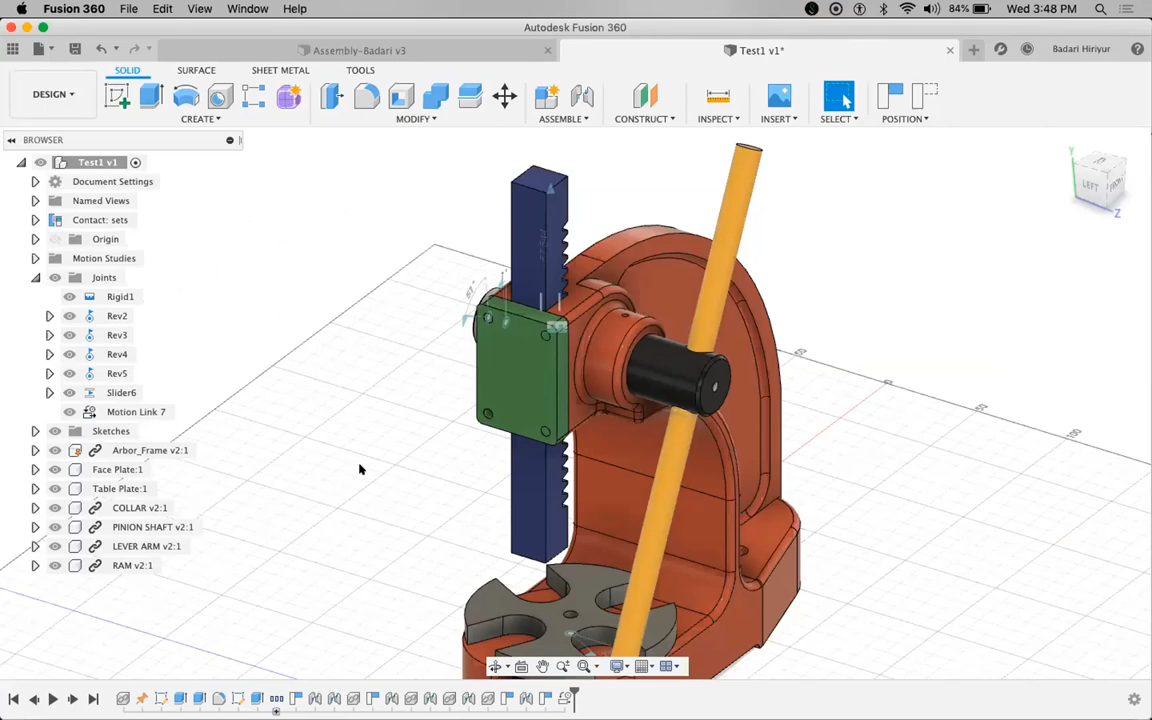 Fusion 360 File Edit View Window Help 84% Wed 3:48 PM
Autodesk Fusion 360
Assembly-Badari v3 Test1 v1* Badari Hiriyur
SOLID SURFACE SHEET METAL TOOLS
DESIGN
CREATE MODIFY ASSEMBLE CONSTRUCT INSPECT INSERT SELECT POSITION
BROWSER
Test1 v1
Document Settings
Named Views
Contact: sets
Origin
Motion Studies
Joints
Rigid1
Rev2
Rev3
Rev4
Rev5
Slider6
Motion Link 7
Sketches
Arbor_Frame v2:1
Face Plate:1
Table Plate:1
COLLAR v2:1
PINION SHAFT v2:1
LEVER ARM v2:1
RAM v2:1
Y
LEFT
Z
50
0
50
100